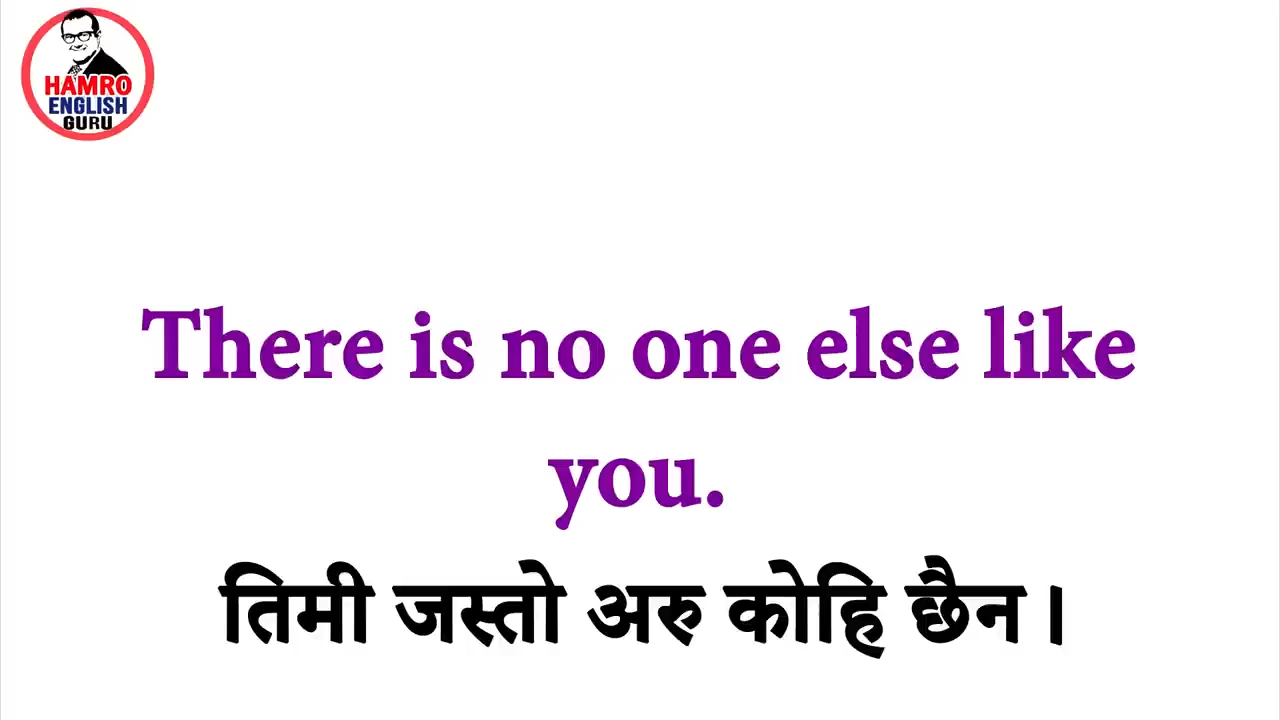 HAMRO
ENGLISH
GURU
There is no one else like
you.
तिमी जस्तो अरु कोहि छैन ।